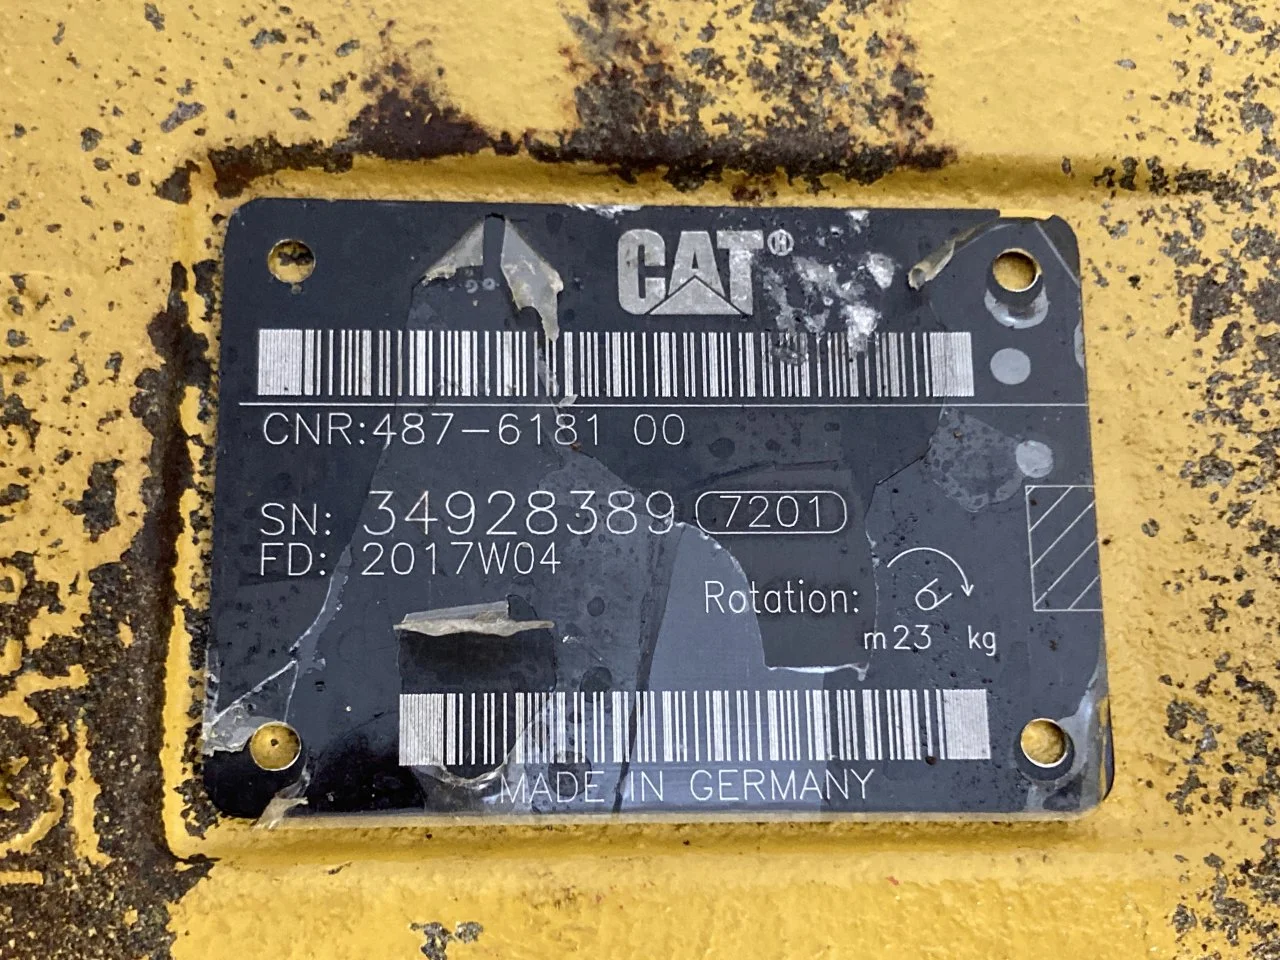 CAT®
CNR:487-6181 00
SN: 34928389 7201
FD: 2017W04
Rotation:
m23 kg
MADE IN GERMANY